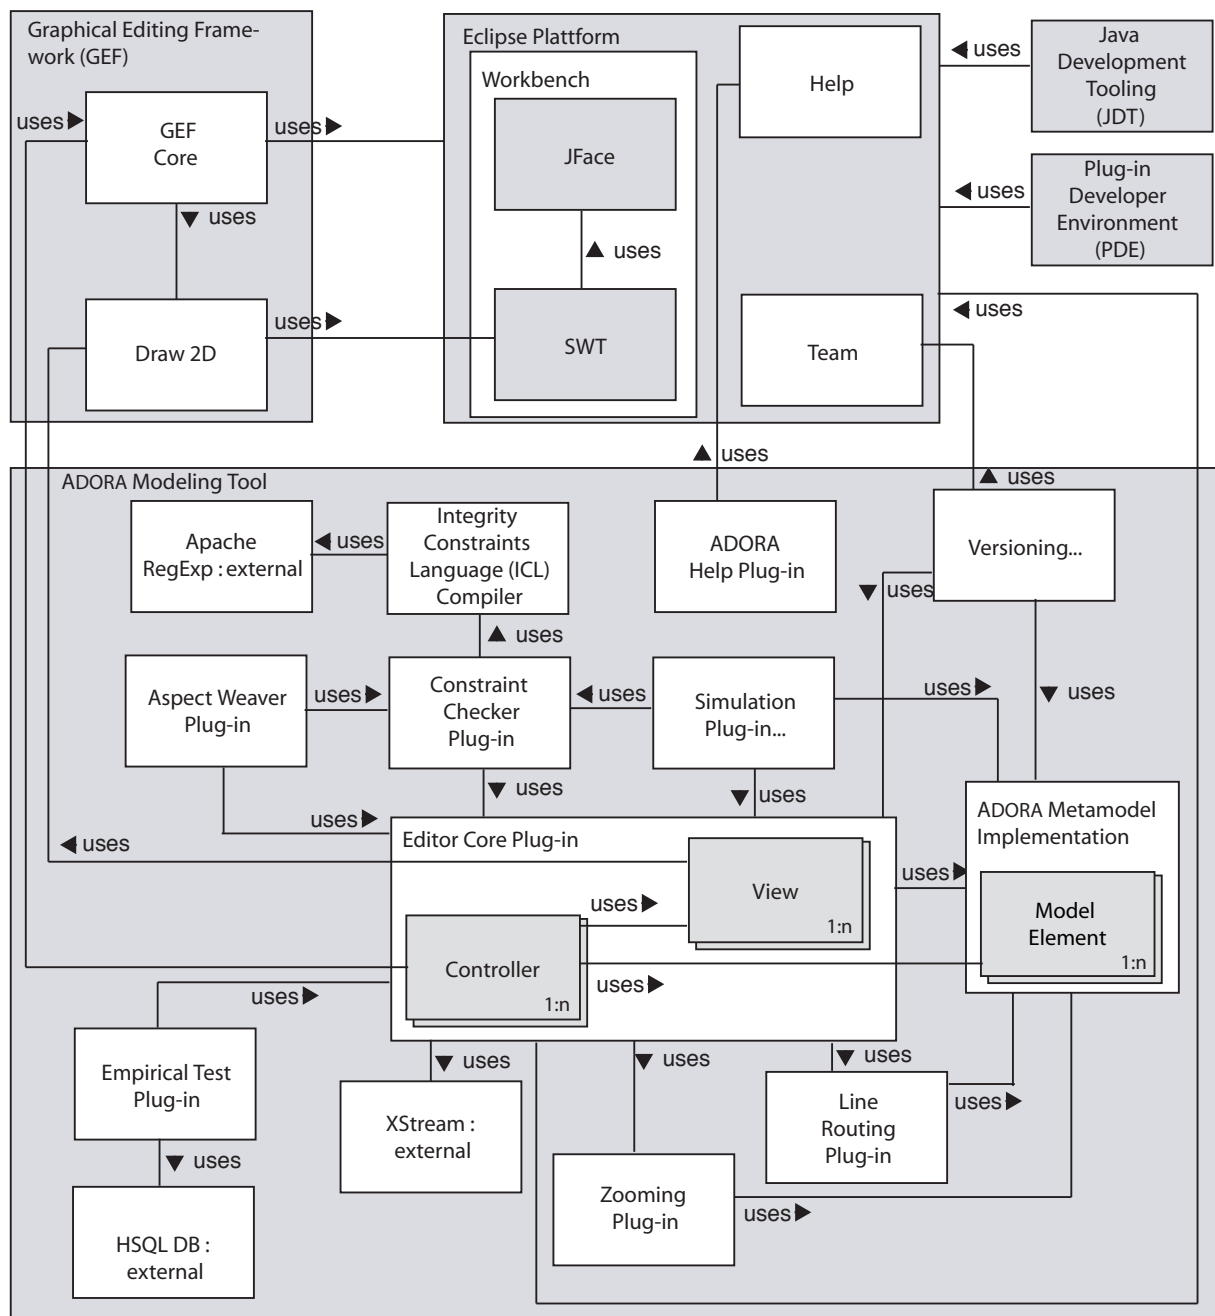 Graphical Editing Frame-
work (GEF)
uses
GEF
Core
uses
uses
Draw 2D
uses
Eclipse Plattform
Workbench
JFace
uses
SWT
Help
Team
uses
Java
Development
Tooling
(JDT)
uses
Plug-in
Developer
Environment
(PDE)
uses
uses
uses
ADORA Modeling Tool
Apache
RegExp : external
uses
Integrity
Constraints
Language (ICL)
Compiler
ADORA
Help Plug-in
Versioning...
uses
uses
uses
Aspect Weaver
Plug-in
uses
Constraint
Checker
Plug-in
uses
Simulation
Plug-in...
uses
uses
uses
uses
uses
uses
Editor Core Plug-in
View
1:n
uses
Controller
1:n
uses
uses
ADORA Metamodel
Implementation
Model
Element
1:n
uses
Empirical Test
Plug-in
uses
HSQL DB :
external
uses
XStream :
external
uses
Zooming
Plug-in
uses
uses
Line
Routing
Plug-in
uses